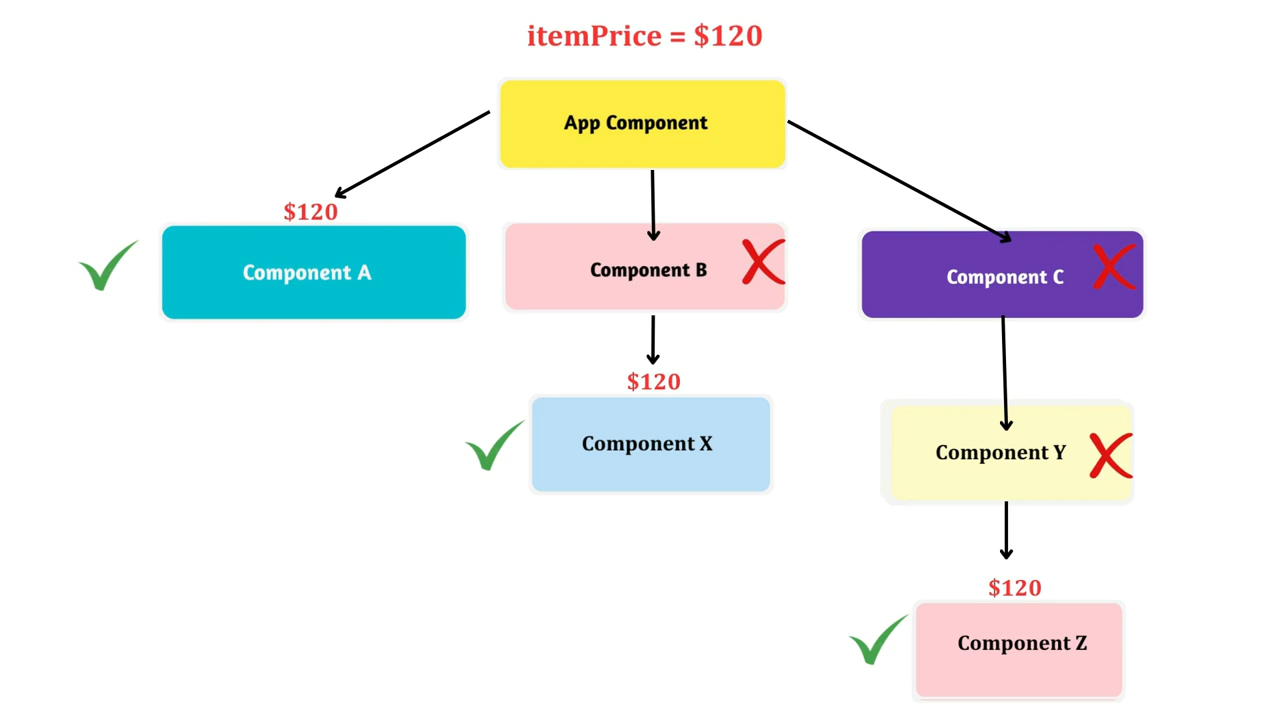 itemPrice = $120
App Component
$120
Component A
Component B
Component C
$120
Component X
Component Y
$120
Component Z